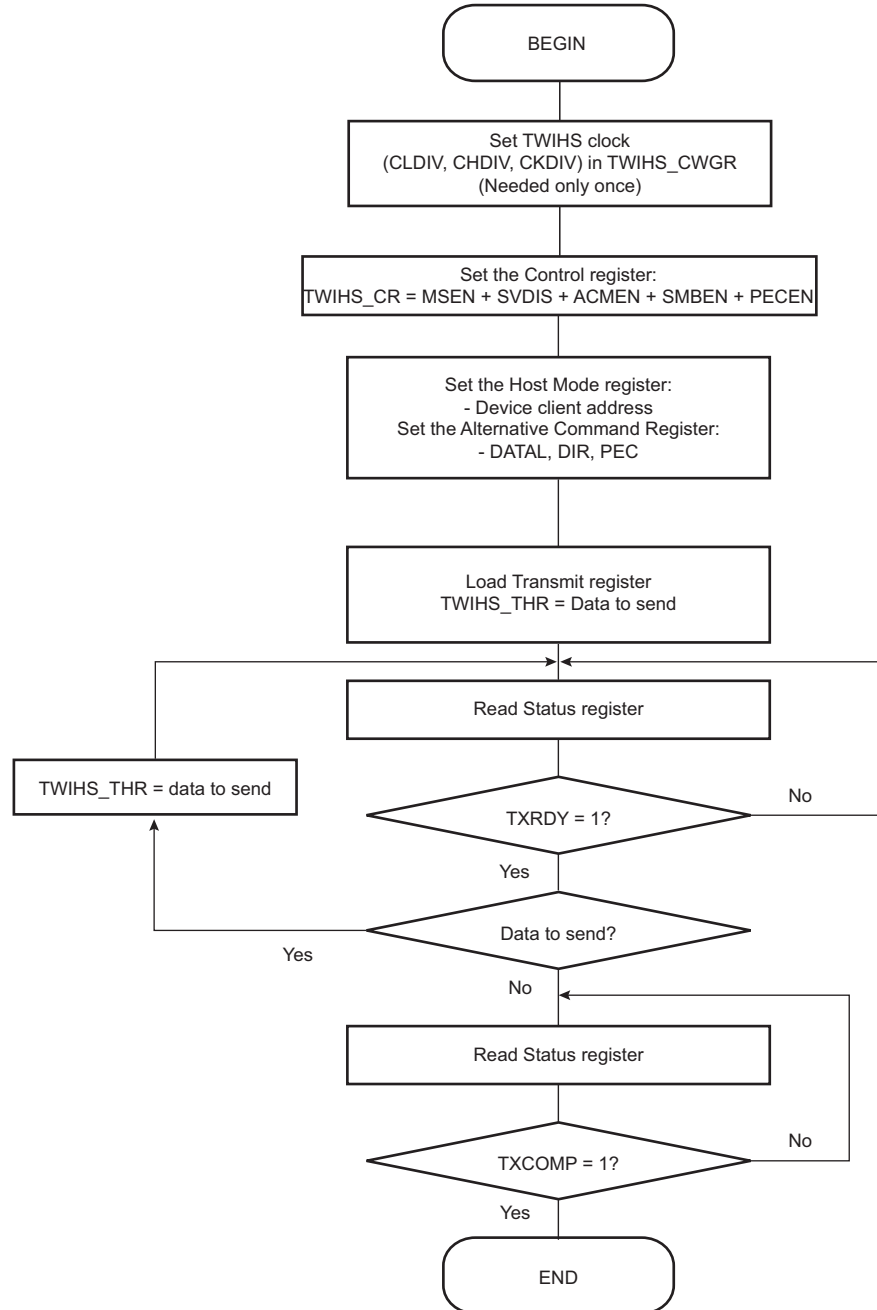 BEGIN
Set TWIHS clock
(CLDIV, CHDIV, CKDIV) in TWIHS_CWGR
(Needed only once)
Set the Control register:
TWIHS_CR = MSEN + SVDIS + ACMEN + SMBEN + PECEN
Set the Host Mode register:
- Device client address
Set the Alternative Command Register:
- DATAL, DIR, PEC
Load Transmit register
TWIHS_THR = Data to send
Read Status register
TWIHS_THR = data to send
No
TXRDY = 1?
Yes
Data to send?
Yes
No
Read Status register
No
TXCOMP = 1?
Yes
END